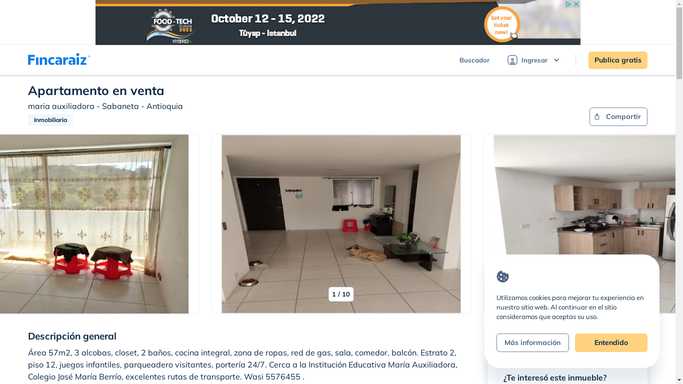 FOOD-TECH
October 12 - 15, 2022
Tüyap - Istanbul
Get your
ticket
now!
Fincaraiz
Buscador
Ingresar
Publica gratis
Apartamento en venta
maria auxiliadora - Sabaneta - Antioquia
Inmobiliaria
Compartir
1 / 10
Utilizamos cookies para mejorar tu experiencia en
nuestro sitio web. Al continuar en el sitio
consideramos que aceptas su uso.
Más información
Entendido
Descripción general
Área 57m2, 3 alcobas, closet, 2 baños, cocina integral, zona de ropas, red de gas, sala, comedor, balcón. Estrato 2,
piso 12, juegos infantiles, parqueadero visitantes, portería 24/7. Cerca a la Institución Educativa María Auxiliadora,
Colegio José María Berrío, excelentes rutas de transporte. Wasi 5576455 .
¿Te interesó este inmueble?